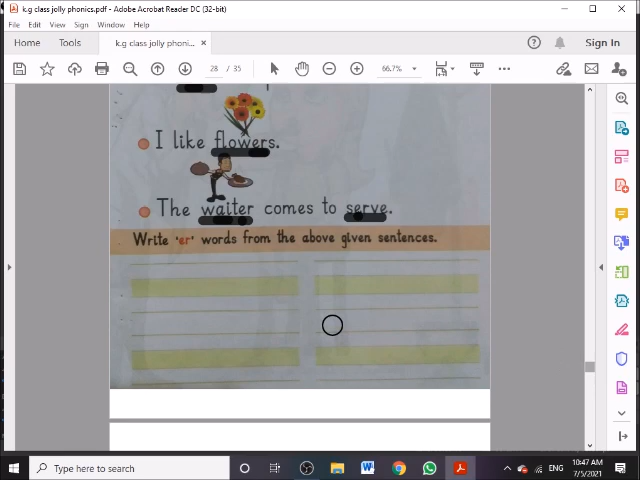 k.g class jolly phonics.pdf - Adobe Acrobat Reader DC (32-bit)
File Edit View Sign Window Help
Home Tools k.g class jolly phoni... × Sign In
28 / 35 66.7%
I like flowers.
The waiter comes to serve.
Write 'er' words from the above given sentences.
Type here to search
ENG
10:47 AM
7/5/2021